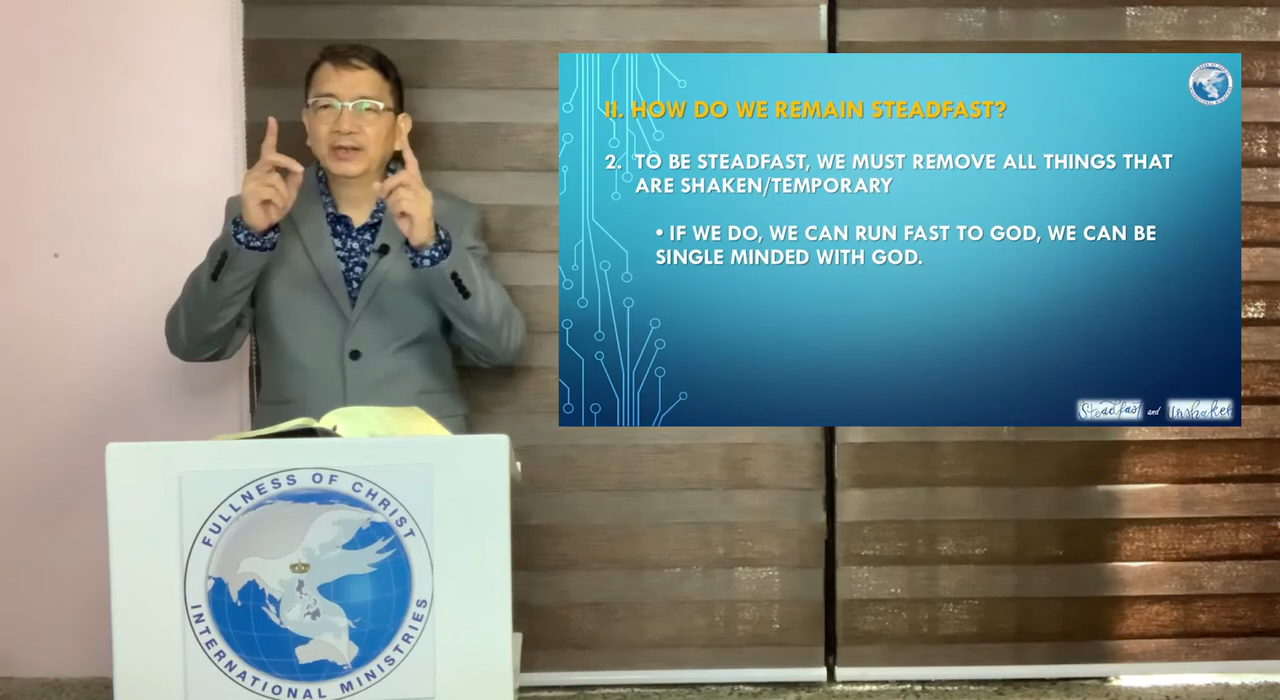 II. HOW DO WE REMAIN STEADFAST?
2. TO BE STEADFAST, WE MUST REMOVE ALL THINGS THAT
ARE SHAKEN/TEMPORARY
• IF WE DO, WE CAN RUN FAST TO GOD, WE CAN BE
SINGLE MINDED WITH GOD.
Steadfast and Unshaken
FULLNESS OF CHRIST
INTERNATIONAL MINISTRIES